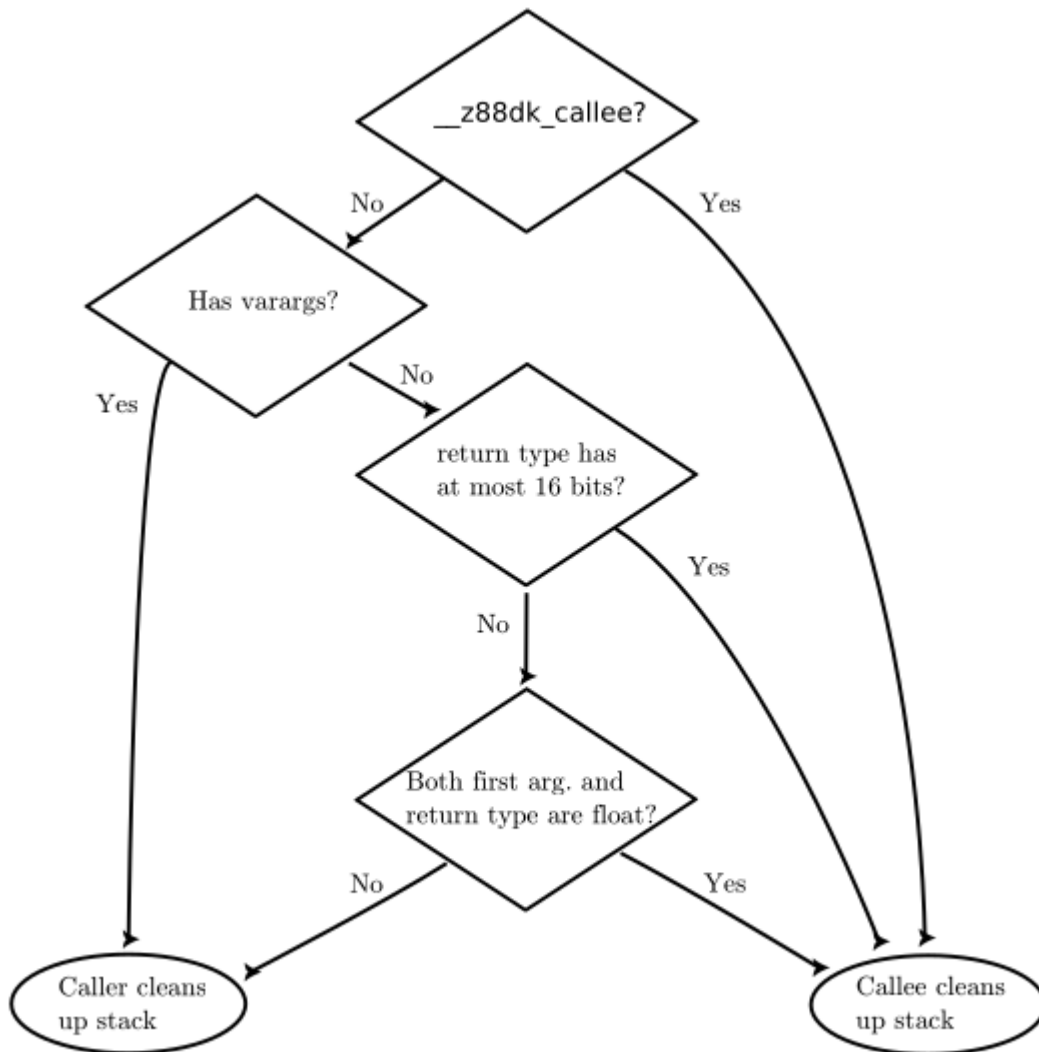 __z88dk_callee?
No
Yes
Has varargs?
Yes
No
return type has
at most 16 bits?
Yes
No
Both first arg. and
return type are float?
No
Yes
Caller cleans
up stack
Callee cleans
up stack